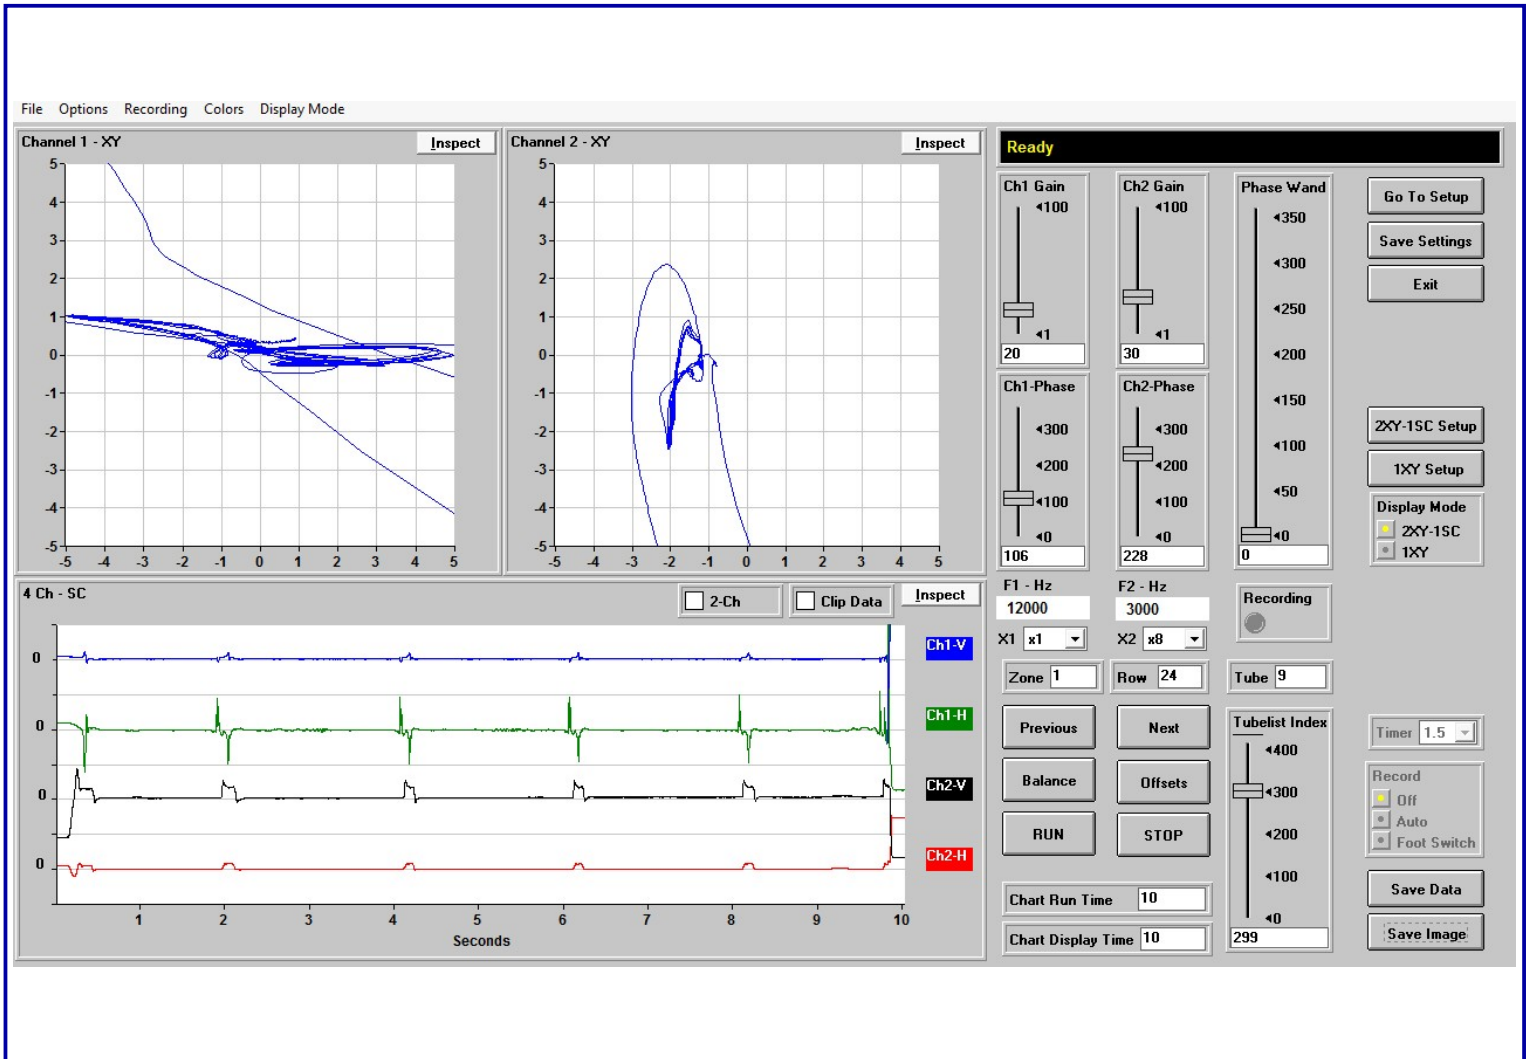 File Options Recording Colors Display Mode
Channel 1 - XY
Inspect
5
4
3
2
1
0
-1
-2
-3
-4
-5
-5 -4 -3 -2 -1 0 1 2 3 4 5
Channel 2 - XY
Inspect
5
4
3
2
1
0
-1
-2
-3
-4
-5
-5 -4 -3 -2 -1 0 1 2 3 4 5
4 Ch - SC
2-Ch
Clip Data
Inspect
0
0
0
0
Ch1-V
Ch1-H
Ch2-V
Ch2-H
1 2 3 4 5 6 7 8 9 10
Seconds
Ready
Ch1 Gain
100
1
20
Ch2 Gain
100
1
30
Phase Wand
350
300
250
200
150
100
50
0
0
Go To Setup
Save Settings
Exit
Ch1-Phase
300
200
100
0
106
Ch2-Phase
300
200
100
0
228
2XY-1SC Setup
1XY Setup
Display Mode
2XY-1SC
1XY
F1 - Hz
12000
F2 - Hz
3000
Recording
X1 x1
X2 x8
Zone 1
Row 24
Tube 9
Previous
Next
Balance
Offsets
RUN
STOP
Tubelist Index
400
300
200
100
0
299
Timer 1.5
Record
Off
Auto
Foot Switch
Chart Run Time 10
Chart Display Time 10
Save Data
Save Image